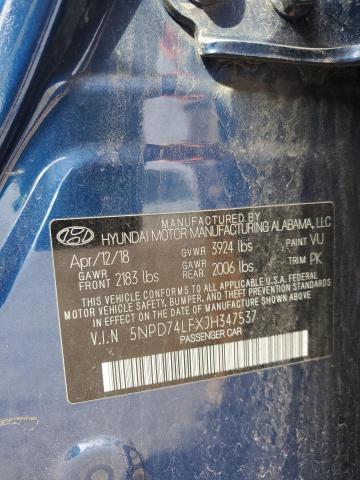 MANUFACTURED BY
HYUNDAI MOTOR MANUFACTURING ALABAMA, LLC
Apr/12/18 GVWR 3924 lbs PAINT VU
GAWR FRONT 2183 lbs GAWR REAR 2006 lbs TRIM PK
THIS VEHICLE CONFORMS TO ALL APPLICABLE U.S.A. FEDERAL
MOTOR VEHICLE SAFETY, BUMPER, AND THEFT PREVENTION
STANDARDS IN EFFECT ON THE DATE OF MANUFACTURE SHOWN ABOVE.
V.I.N 5NPD74LFXJH347537
PASSENGER CAR